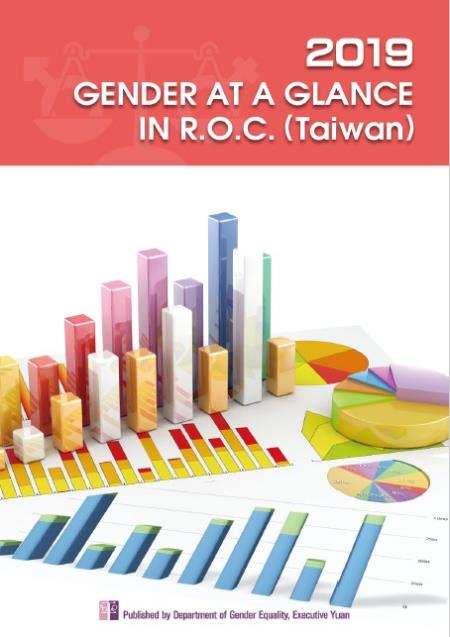 2019
GENDER AT A GLANCE
IN R.O.C. (Taiwan)
Published by Department of Gender Equality, Executive Yuan